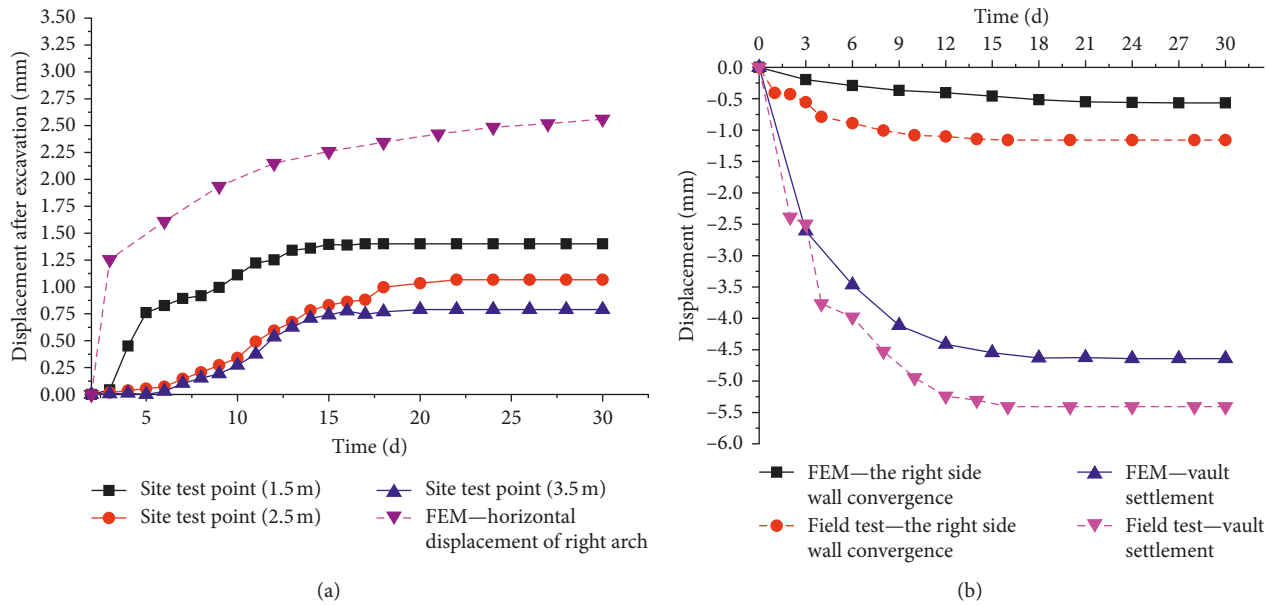 3.50
3.25
3.00
2.75
2.50
2.25
2.00
1.75
1.50
1.25
1.00
0.75
0.50
0.25
0.00
Displacement after excavation (mm)
5 10 15 20 25 30
Time (d)
Site test point (1.5 m)
Site test point (2.5 m)
Site test point (3.5 m)
FEM—horizontal
displacement of right arch
(a)
Time (d)
0 3 6 9 12 15 18 21 24 27 30
0.0
–0.5
–1.0
–1.5
–2.0
–2.5
–3.0
–3.5
–4.0
–4.5
–5.0
–5.5
–6.0
Displacement (mm)
FEM—the right side
wall convergence
Field test—the right side
wall convergence
FEM—vault
settlement
Field test—vault
settlement
(b)